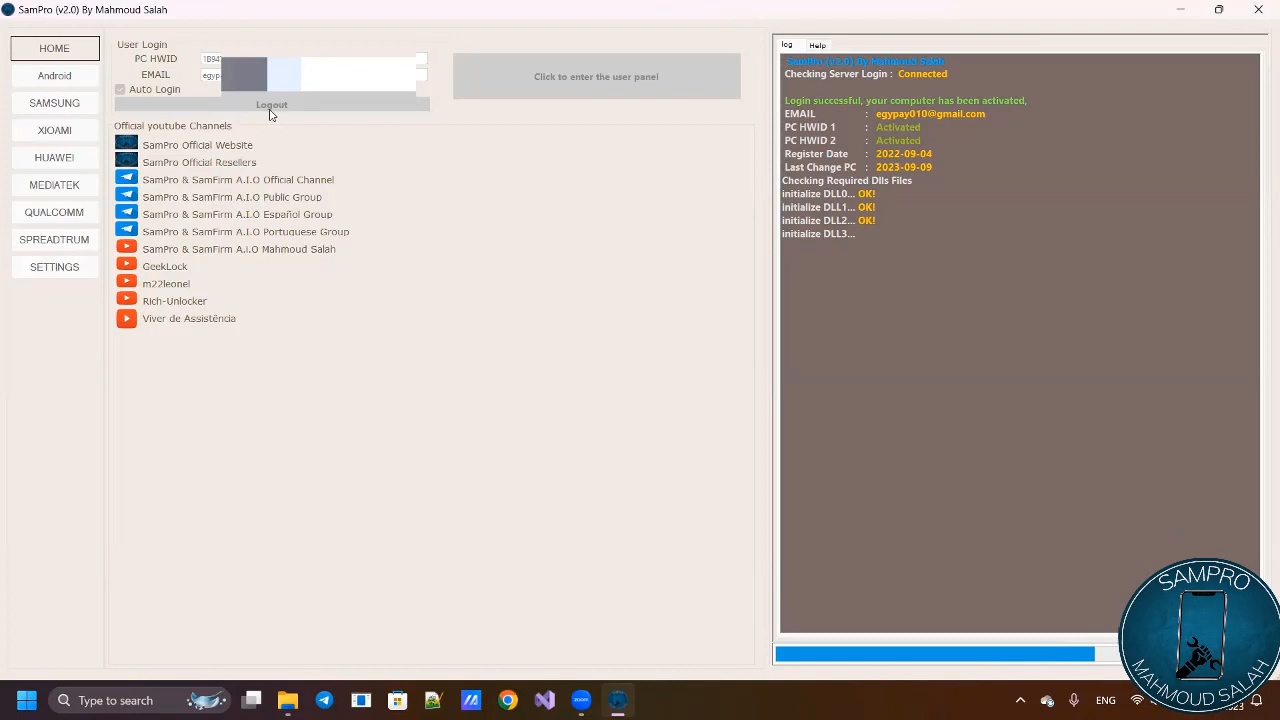 SamPro (v2.0) By Mahmoud Salah
HOME
Android
SAMSUNG
XIOAMI
HUAWEI
MEDIATEK
QUALCOMM
SPREADTRUM
SETTINGS
User Login
PC HWID
EMAIL egyp
Auto Login
Logout
Click to enter the user panel
Official youtube Channels
SamPro Official Website
SamPro Official Resellers
SamPro & SamFirm A.I.O Official Channel
SamPro & SamFirm A.I.O Public Group
SamPro & SamFirm A.I.O Español Group
SamPro & SamFirm A.I.O Portuguese Group
SamPro & SamFirm A.i.O Mahmoud Salah
GeekLock
m22leonel
Rich-Unlocker
Viver de Assistência
log Help
SamPro (v2.0) By Mahmoud Salah
Checking Server Login : Connected
Login successful, your computer has been activated,
EMAIL : egypay010@gmail.com
PC HWID 1 : Activated
PC HWID 2 : Activated
Register Date : 2022-09-04
Last Change PC : 2023-09-09
Checking Required Dlls Files
initialize DLL0... OK!
initialize DLL1... OK!
initialize DLL2... OK!
initialize DLL3...
SAMPRO
MAHMOUD SALAH
Type to search
zoom
ENG